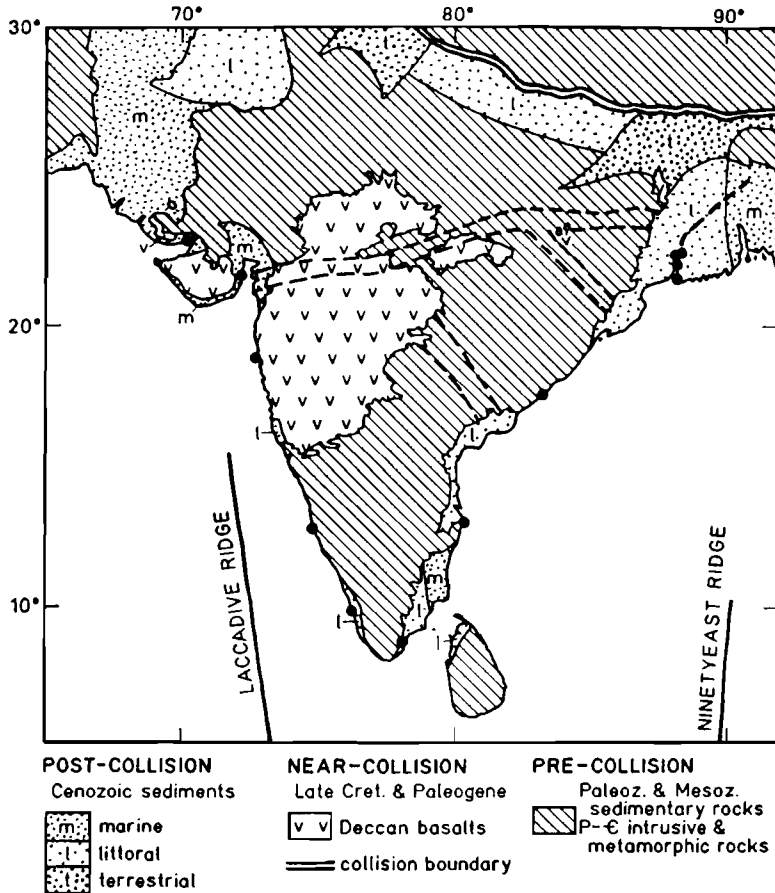 70° 80° 90°
30°
20°
10°
t
l
t
l
m
t
l
m
m
v
m
l
l
m
l
l
l
LACCADIVE RIDGE
NINETYEAST RIDGE
POST-COLLISION
Cenozoic sediments
m marine
l littoral
t terrestrial
NEAR-COLLISION
Late Cret. & Paleogene
v v Deccan basalts
collision boundary
PRE-COLLISION
Paleoz. & Mesoz.
sedimentary rocks
P-Є intrusive &
metamorphic rocks